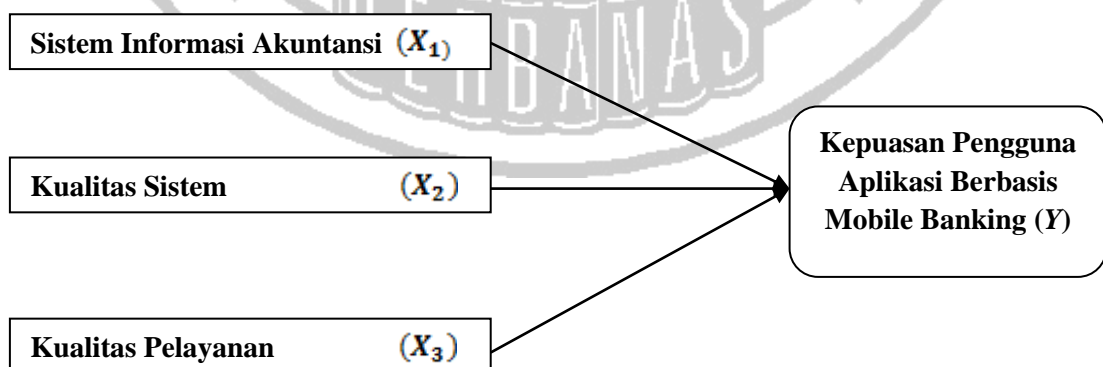 Sistem Informasi Akuntansi (X₁)
Kualitas Sistem (X₂)
Kualitas Pelayanan (X₃)
Kepuasan Pengguna
Aplikasi Berbasis
Mobile Banking (Y)